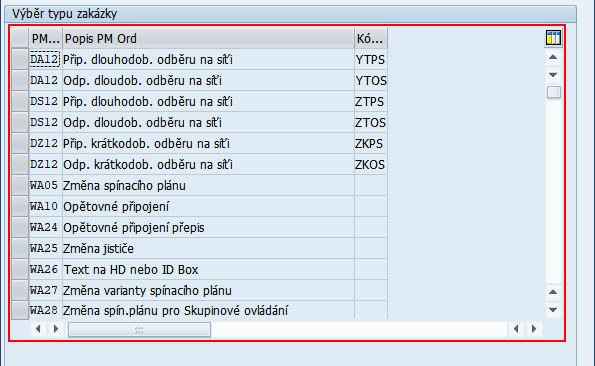 Výběr typu zakázky
PM... Popis PM Ord Kó...
DA12 Přip. dlouhodob. odběru na síťi YTPS
DA12 Odp. dloudob. odběru na síťi YTOS
DS12 Přip. dlouhodob. odběru na síťi ZTPS
DS12 Odp. dloudob. odběru na síťi ZTOS
DZ12 Přip. krátkodob. odběru na síťi ZKPS
DZ12 Odp. krátkodob. odběru na síťi ZKOS
WA05 Změna spínacího plánu
WA10 Opětovné připojení
WA24 Opětovné připojení přepis
WA25 Změna jističe
WA26 Text na HD nebo ID Box
WA27 Změna varianty spínacího plánu
WA28 Změna spín.plánu pro Skupinové ovládání